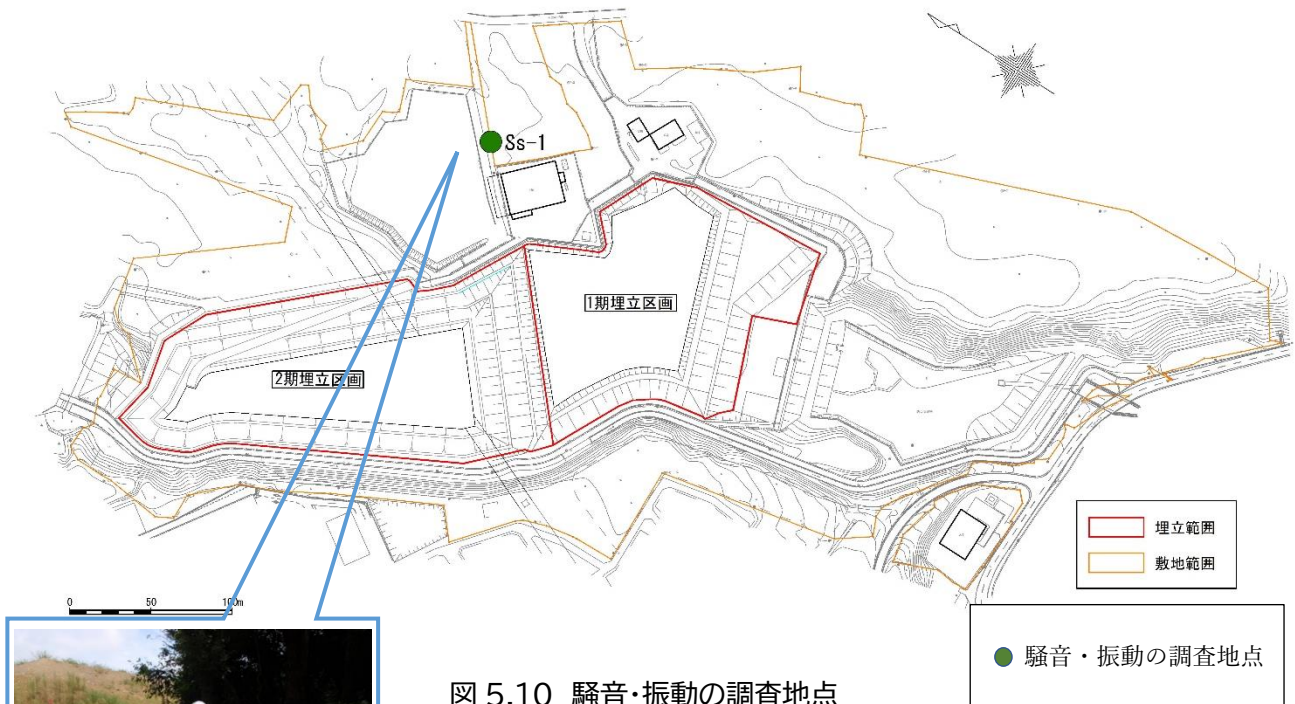 Ss-1
1期埋立区画
2期埋立区画
埋立範囲
敷地範囲
0 50 100m
騒音・振動の調査地点
図 5.10 騒音・振動の調査地点